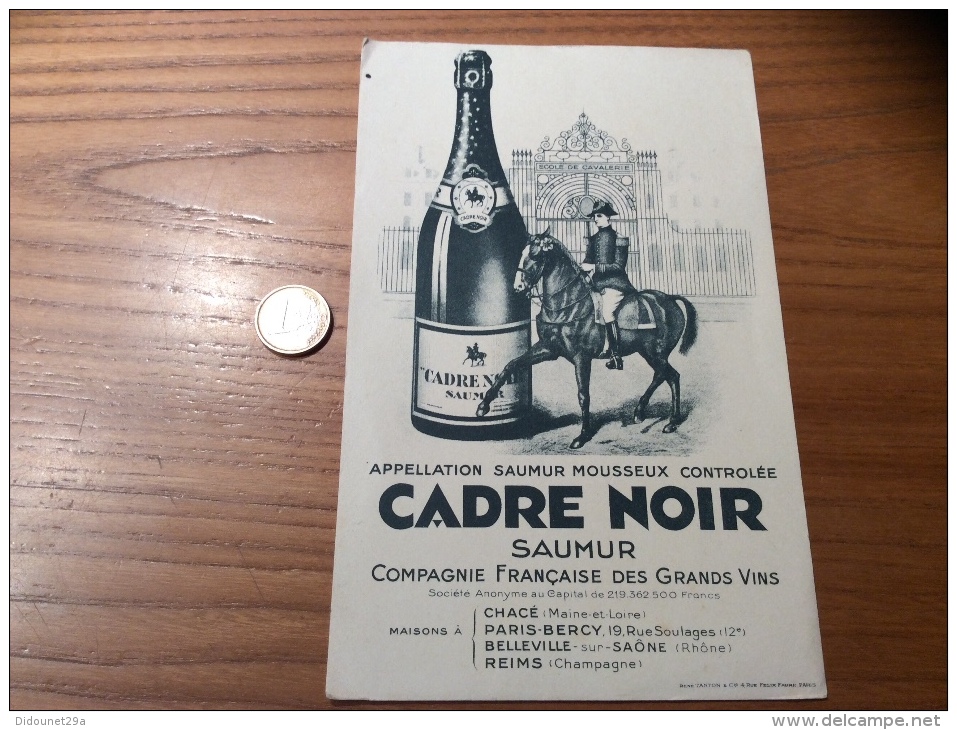 ECOLE DE CAVALERIE
CADRE NOIR
"CADRE NOIR
SAUMUR
APPELLATION SAUMUR MOUSSEUX CONTROLÉE
CADRE NOIR
SAUMUR
COMPAGNIE FRANÇAISE DES GRANDS VINS
Société Anonyme au Capital de 219.362.500 Francs
MAISONS À
CHACÉ (Maine-et-Loire)
PARIS-BERCY, 19, Rue Soulages (12e)
BELLEVILLE-sur-SAÔNE (Rhône)
REIMS (Champagne)
Didounet29a
www.delcampe.net